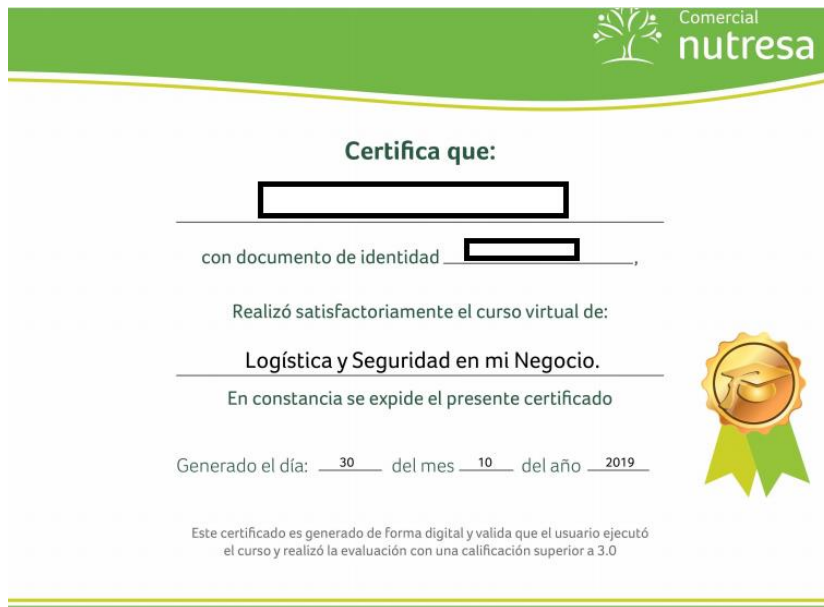 Comercial
nutresa
Certifica que:
con documento de identidad ,
Realizó satisfactoriamente el curso virtual de:
Logística y Seguridad en mi Negocio.
En constancia se expide el presente certificado
Generado el día: 30 del mes 10 del año 2019
Este certificado es generado de forma digital y valida que el usuario ejecutó
el curso y realizó la evaluación con una calificación superior a 3.0